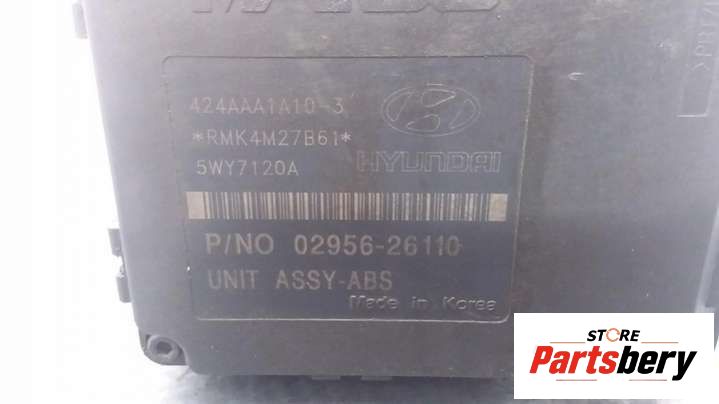 424AAA1A10-3
*RMK4M27B61*
5WY7120A
HYUNDAI
P/NO 02956-26110
UNIT ASSY-ABS
Made in Korea
STORE
Partsbery